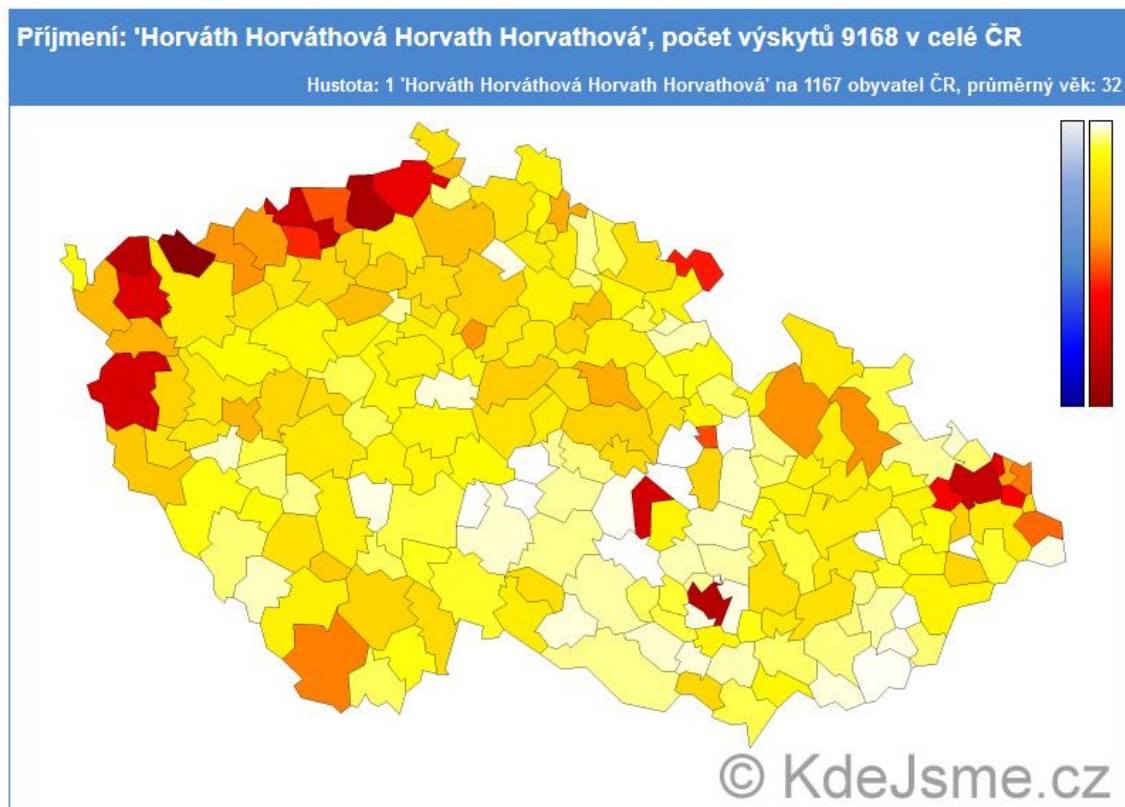 Příjmení: 'Horváth Horváthová Horvath Horvathová', počet výskytů 9168 v celé ČR
Hustota: 1 'Horváth Horváthová Horvath Horvathová' na 1167 obyvatel ČR, průměrný věk: 32
© KdeJsme.cz